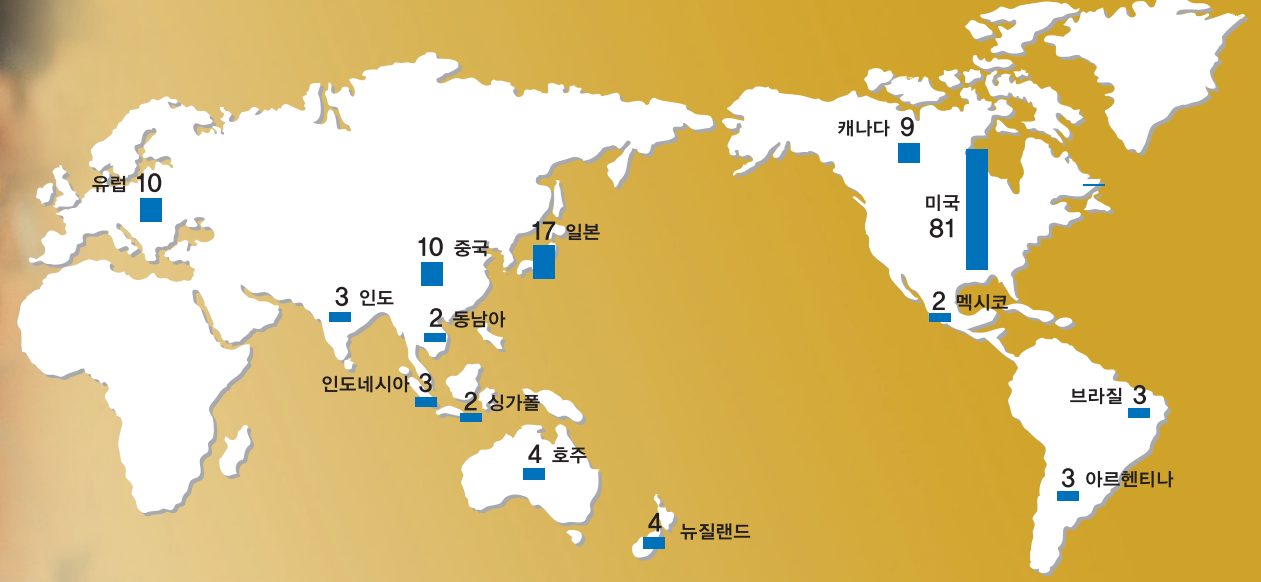 캐나다 9
유럽 10
미국
81
17 일본
10 중국
3 인도
2 멕시코
2 동남아
인도네시아 3
2 싱가폴
브라질 3
4 호주
3 아르헨티나
4 뉴질랜드